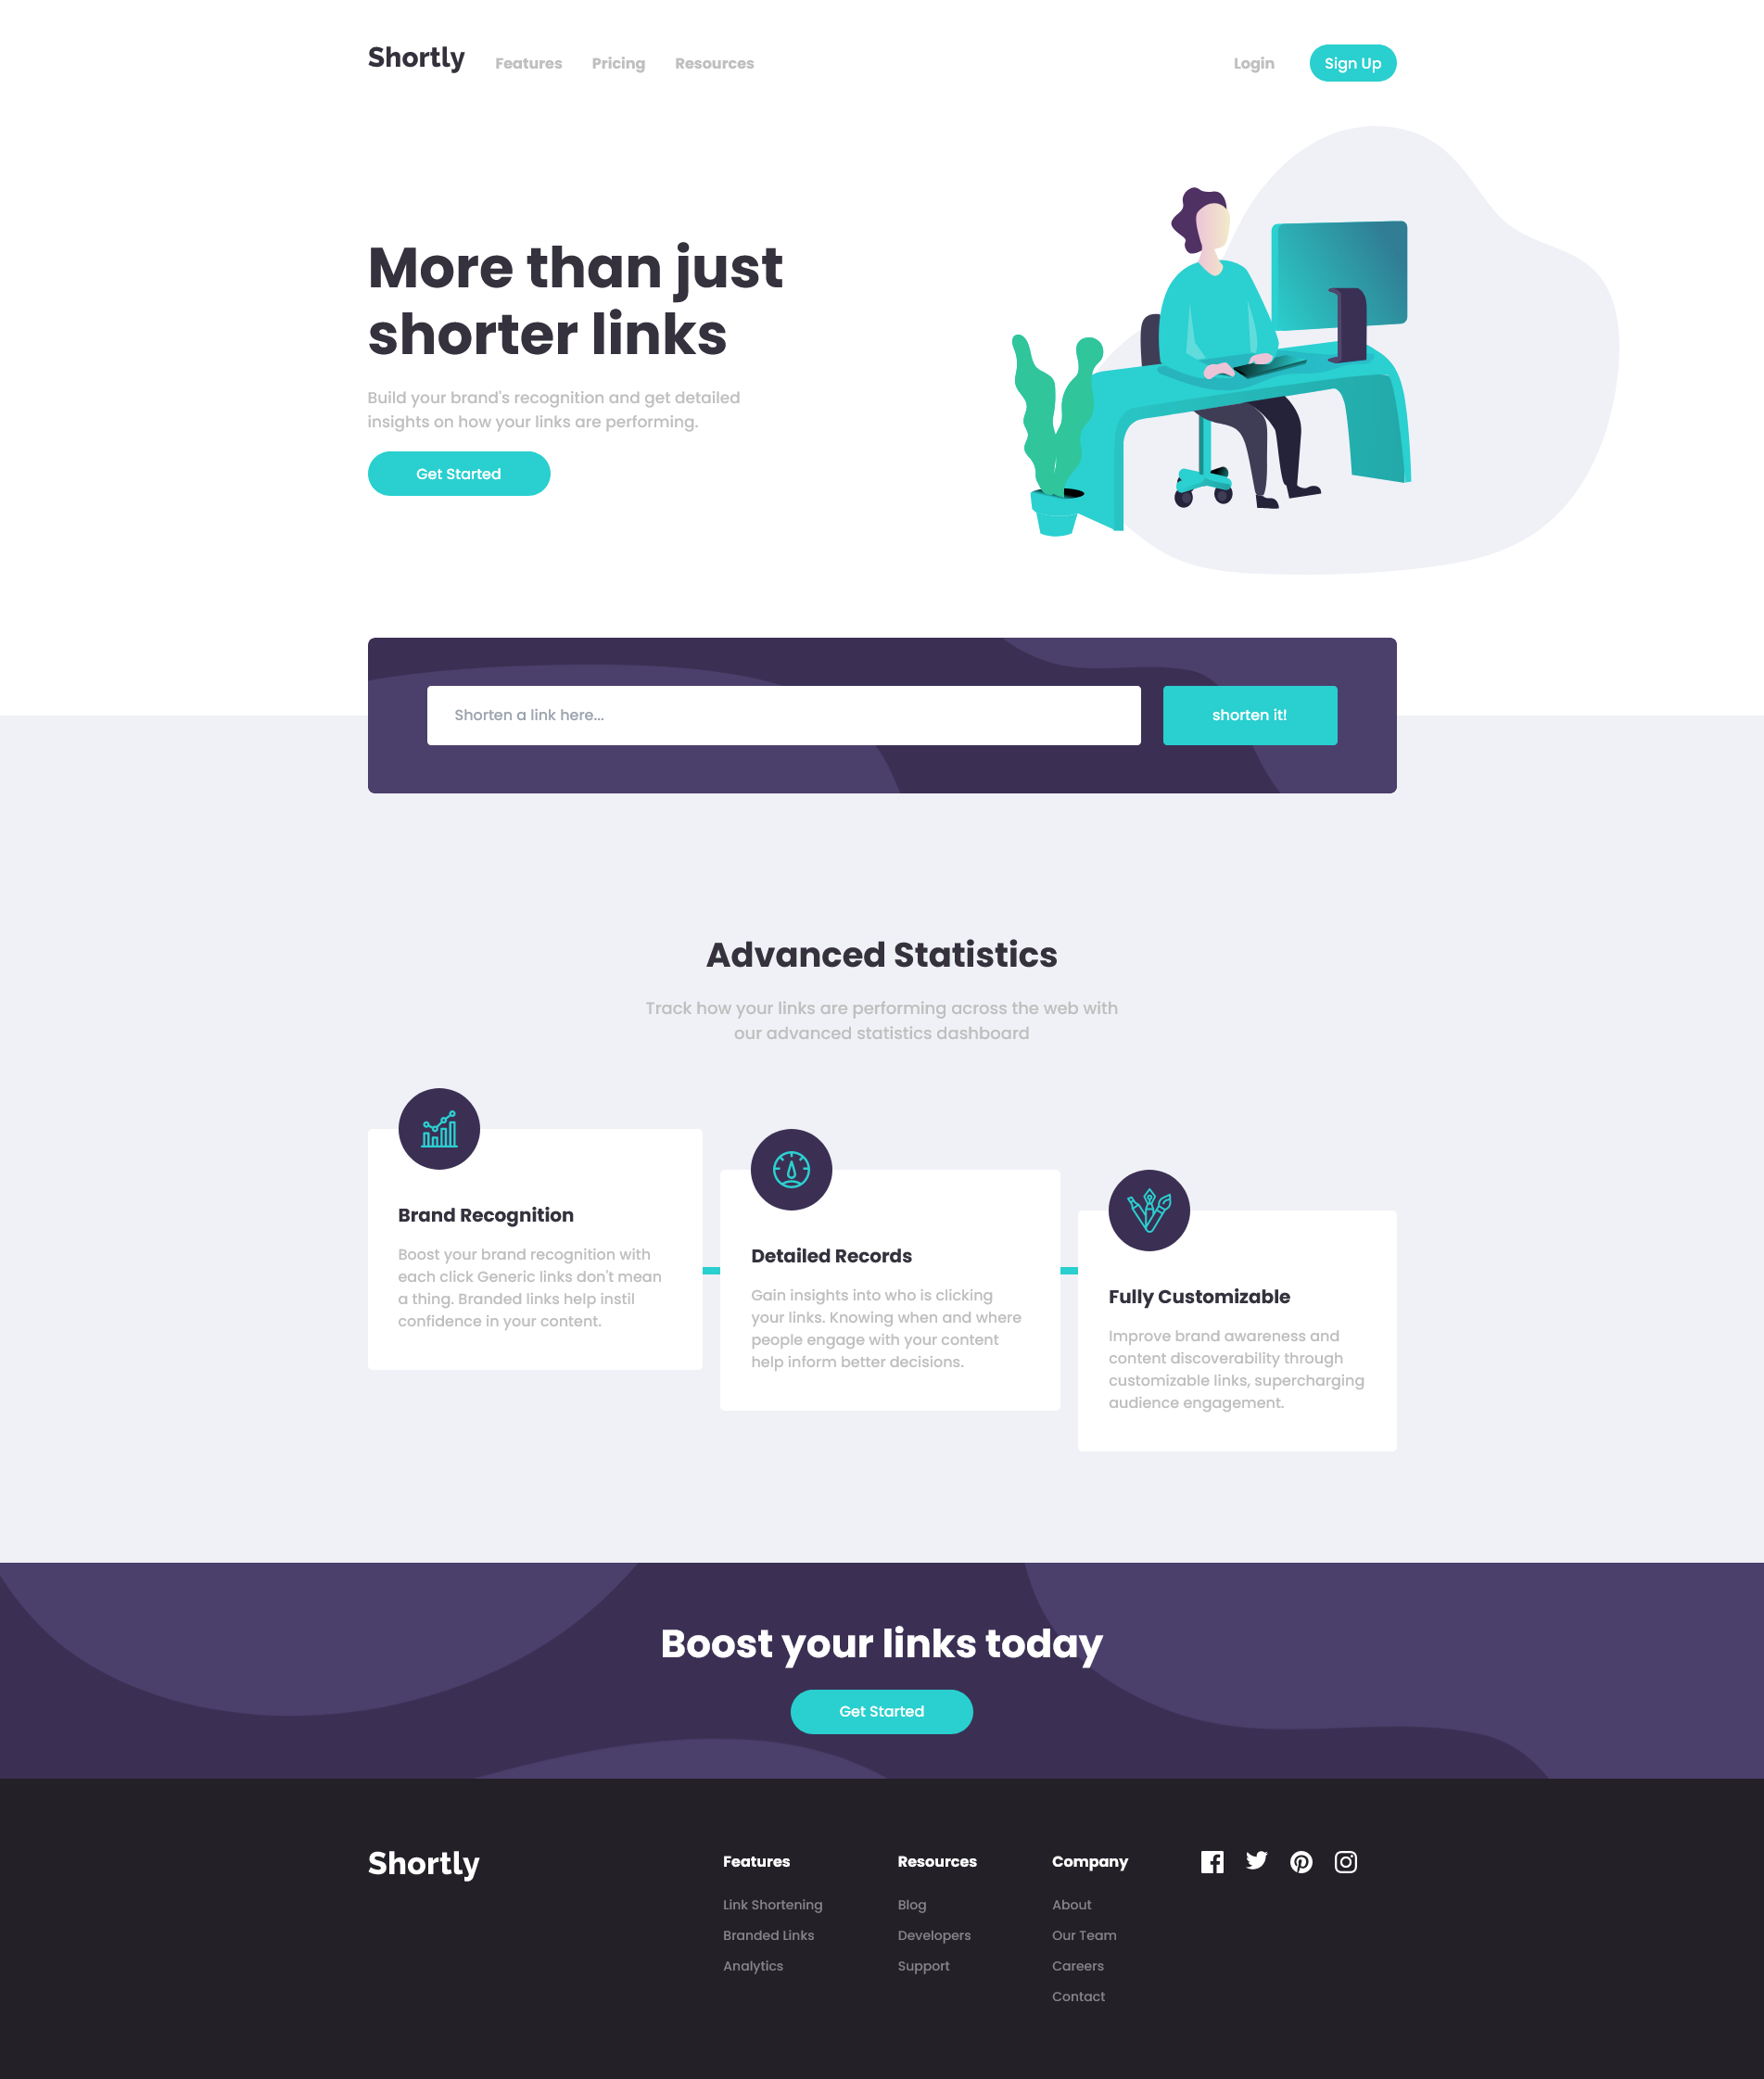 Shortly
Features
Pricing
Resources
Login
Sign Up
More than just
shorter links
Build your brand's recognition and get detailed
insights on how your links are performing.
Get Started
Shorten a link here...
shorten it!
Advanced Statistics
Track how your links are performing across the web with
our advanced statistics dashboard
Brand Recognition
Boost your brand recognition with
each click Generic links don't mean
a thing. Branded links help instil
confidence in your content.
Detailed Records
Gain insights into who is clicking
your links. Knowing when and where
people engage with your content
help inform better decisions.
Fully Customizable
Improve brand awareness and
content discoverability through
customizable links, supercharging
audience engagement.
Boost your links today
Get Started
Shortly
Features
Link Shortening
Branded Links
Analytics
Resources
Blog
Developers
Support
Company
About
Our Team
Careers
Contact